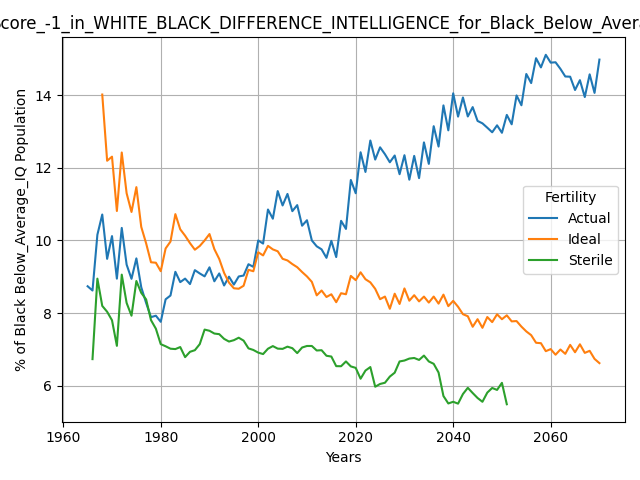 core_-1_in_WHITE_BLACK_DIFFERENCE_INTELLIGENCE_for_Black_Below_Avera
% of Black Below_Average_IQ Population
14
12
10
8
6
Fertility
Actual
Ideal
Sterile
1960 1980 2000 2020 2040 2060
Years